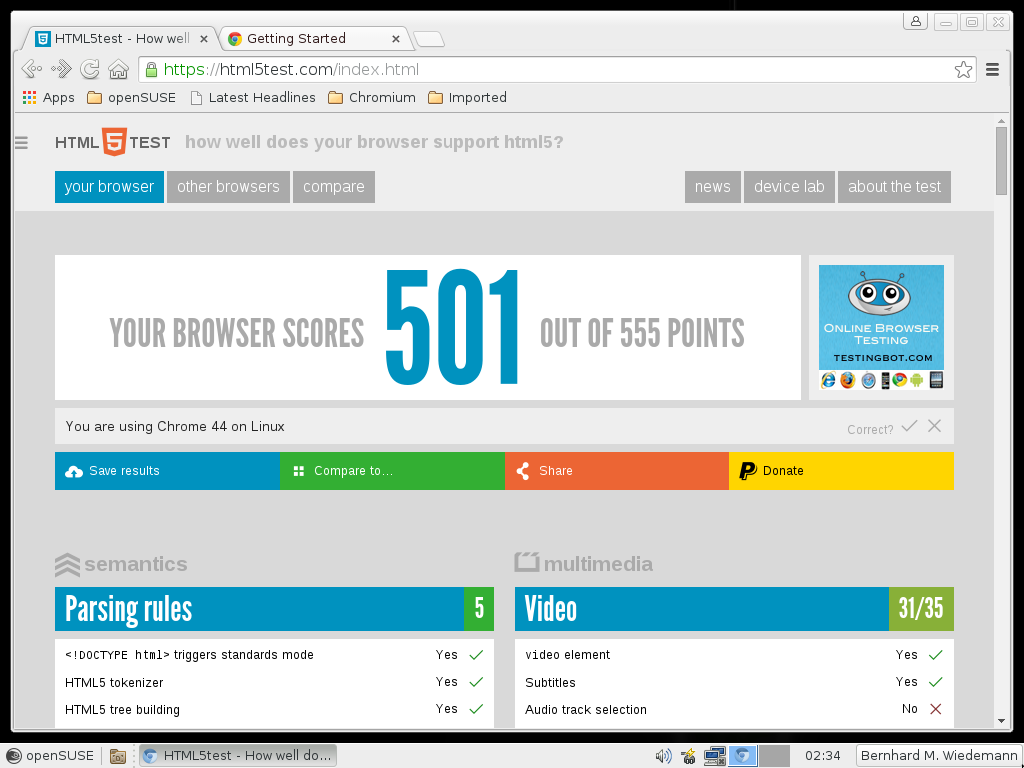 HTML5test - How well
Getting Started
https://html5test.com/index.html
Apps openSUSE Latest Headlines Chromium Imported
HTML 5 TEST how well does your browser support html5?
your browser other browsers compare news device lab about the test
YOUR BROWSER SCORES 501 OUT OF 555 POINTS
ONLINE BROWSER
TESTING
TESTINGBOT.COM
You are using Chrome 44 on Linux Correct?
Save results Compare to... Share Donate
semantics
Parsing rules 5
<!DOCTYPE html> triggers standards mode Yes
HTML5 tokenizer Yes
HTML5 tree building Yes
multimedia
Video 31/35
video element Yes
Subtitles Yes
Audio track selection No
openSUSE HTML5test - How well do... 02:34 Bernhard M. Wiedemann